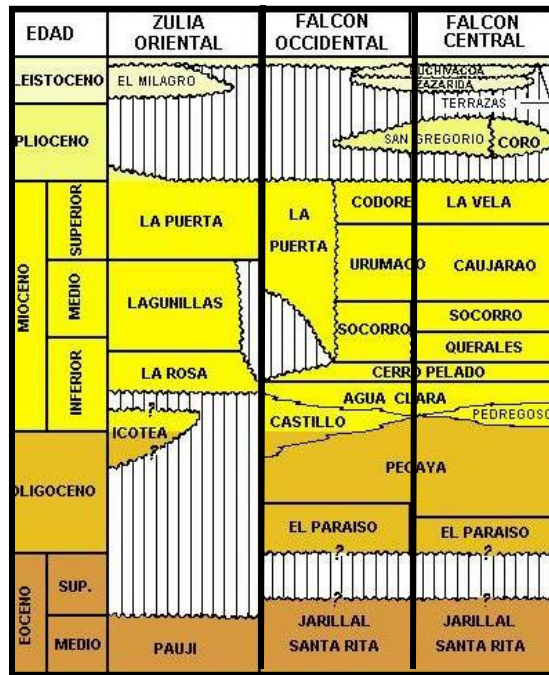 EDAD
ZULIA
ORIENTAL
FALCON
OCCIDENTAL
FALCON
CENTRAL
LEISTOCENO
EL MILAGRO
ZAZARIDA
TERRAZAS
PLIOCENO
SAN GREGORIO
CORO
MIOCENO
SUPERIOR
LA PUERTA
LA
PUERTA
CODORE
LA VELA
URUMACO
CAUJARAO
MEDIO
LAGUNILLAS
SOCORRO
SOCORRO
QUERALES
INFERIOR
LA ROSA
CERRO PELADO
AGUA CLARA
?
ICOTEA
?
CASTILLO
PEDREGOSO
LIGOCENO
PECAYA
EL PARAISO
EL PARAISO
?
?
EOCENO
SUP.
?
?
MEDIO
PAUJI
JARILLAL
SANTA RITA
JARILLAL
SANTA RITA